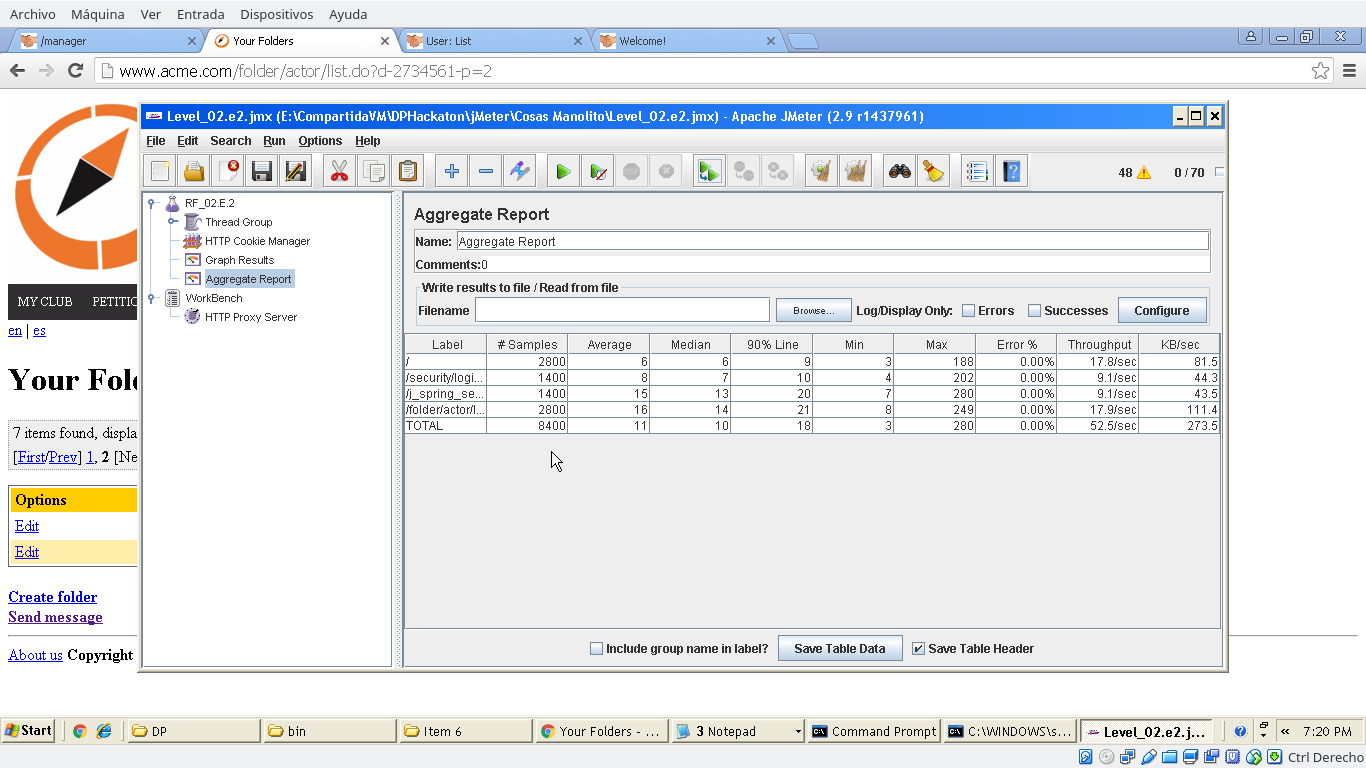 Archivo Máquina Ver Entrada Dispositivos Ayuda
/manager Your Folders User: List Welcome!
www.acme.com/folder/actor/list.do?d-2734561-p=2
Level_02.e2.jmx (E:\CompartidaVM\DPHackaton\jMeter\Cosas Manolito\Level_02.e2.jmx) - Apache JMeter (2.9 r1437961)
File Edit Search Run Options Help
48 0 / 70
RF_02.E.2
Thread Group
HTTP Cookie Manager
Graph Results
Aggregate Report
WorkBench
HTTP Proxy Server
Aggregate Report
Name: Aggregate Report
Comments: 0
Write results to file / Read from file
Filename Browse... Log/Display Only: Errors Successes Configure
Label # Samples Average Median 90% Line Min Max Error % Throughput KB/sec
/ 2800 6 6 9 3 188 0.00% 17.8/sec 81.5
/security/logi... 1400 8 7 10 4 202 0.00% 9.1/sec 44.3
/j_spring_se... 1400 15 13 20 7 280 0.00% 9.1/sec 43.5
/folder/actor/l... 2800 16 14 21 8 249 0.00% 17.9/sec 111.4
TOTAL 8400 11 10 18 3 280 0.00% 52.5/sec 273.5
Include group name in label? Save Table Data Save Table Header
MY CLUB PETITIC
en | es
Your Fold
7 items found, displa
[First/Prev] 1, 2 [Ne
Options
Edit
Edit
Create folder
Send message
About us Copyright
Start DP bin Item 6 Your Folders - ... 3 Notepad Command Prompt C:\WINDOWS\s... Level_02.e2.j... « 7:20 PM
Ctrl Derecho